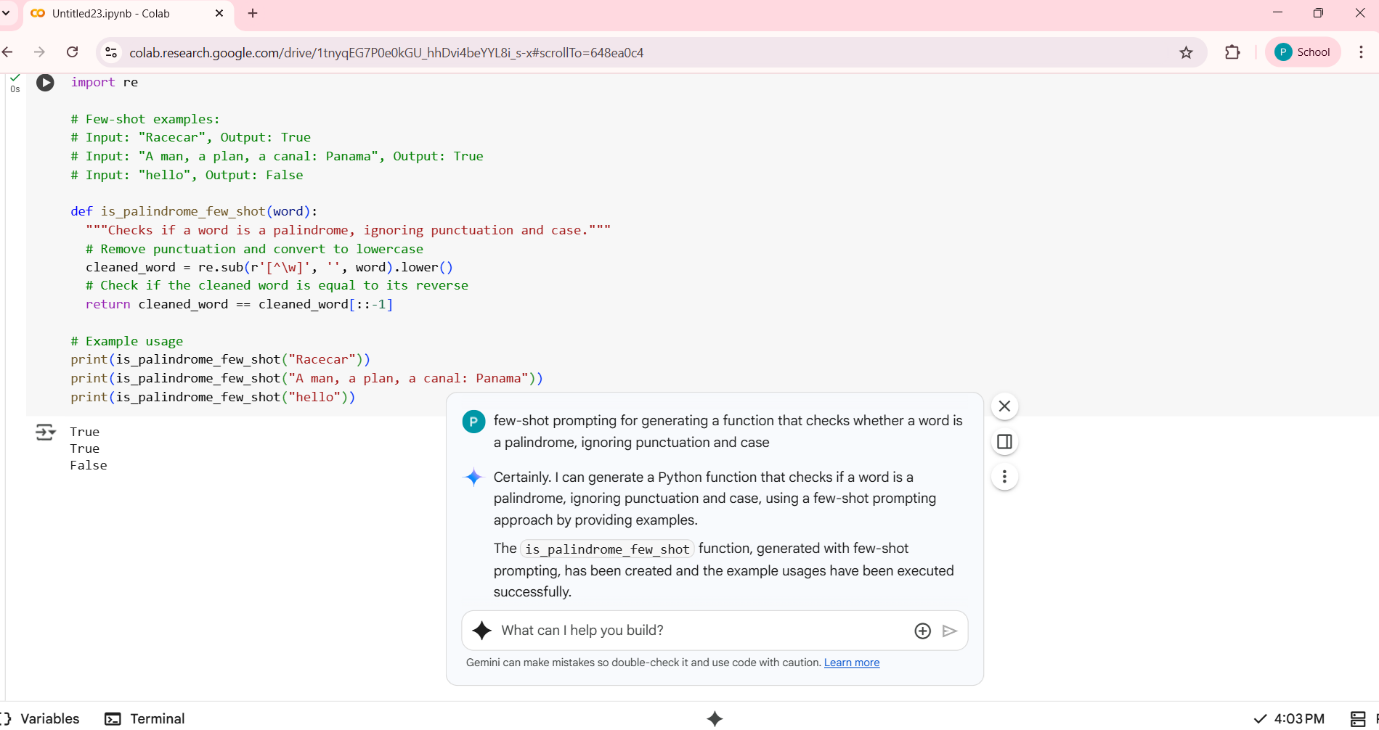 Untitled23.ipynb - Colab
colab.research.google.com/drive/1tnyqEG7P0e0kGU_hhDvi4beYYL8i_s-x#scrollTo=648ea0c4
P School
0s
import re
# Few-shot examples:
# Input: "Racecar", Output: True
# Input: "A man, a plan, a canal: Panama", Output: True
# Input: "hello", Output: False
def is_palindrome_few_shot(word):
"""Checks if a word is a palindrome, ignoring punctuation and case."""
# Remove punctuation and convert to lowercase
cleaned_word = re.sub(r'[^\w]', '', word).lower()
# Check if the cleaned word is equal to its reverse
return cleaned_word == cleaned_word[::-1]
# Example usage
print(is_palindrome_few_shot("Racecar"))
print(is_palindrome_few_shot("A man, a plan, a canal: Panama"))
print(is_palindrome_few_shot("hello"))
True
True
False
P
few-shot prompting for generating a function that checks whether a word is
a palindrome, ignoring punctuation and case
Certainly. I can generate a Python function that checks if a word is a
palindrome, ignoring punctuation and case, using a few-shot prompting
approach by providing examples.
The is_palindrome_few_shot function, generated with few-shot
prompting, has been created and the example usages have been executed
successfully.
What can I help you build?
Gemini can make mistakes so double-check it and use code with caution. Learn more
Variables
Terminal
4:03 PM